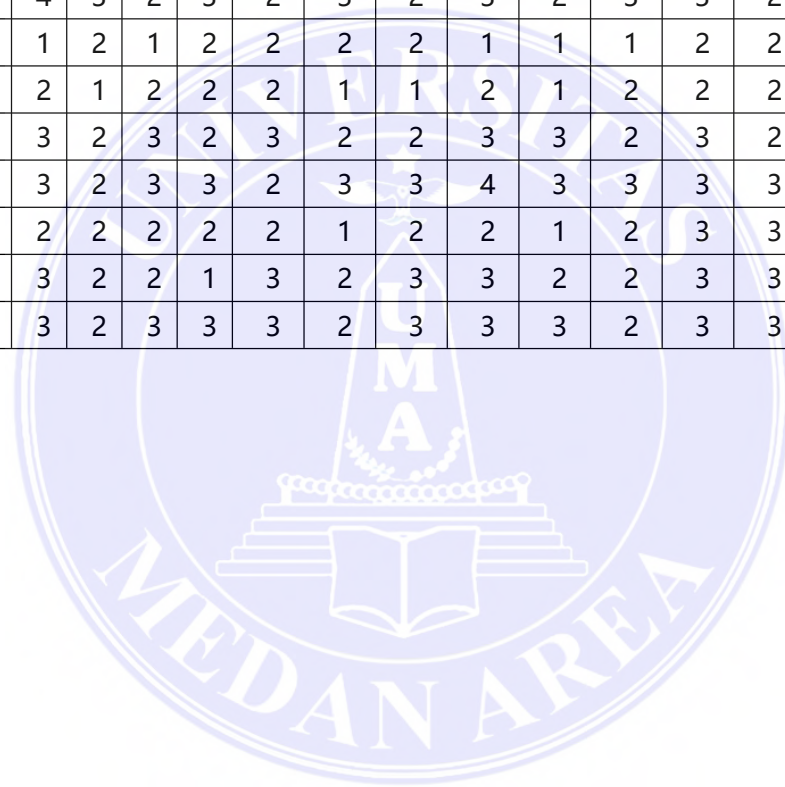 1 2 1 2 2 2 2 1 1 1 2 2
2 1 2 2 2 1 1 2 1 2 2 2
3 2 3 2 3 2 2 3 3 2 3 2
3 2 3 3 2 3 3 4 3 3 3 3
2 2 2 2 2 1 2 2 1 2 3 3
3 2 2 1 3 2 3 3 2 2 3 3
3 2 3 3 3 2 3 3 3 2 3 3
UNIVERSITAS
U
M
A
MEDAN AREA